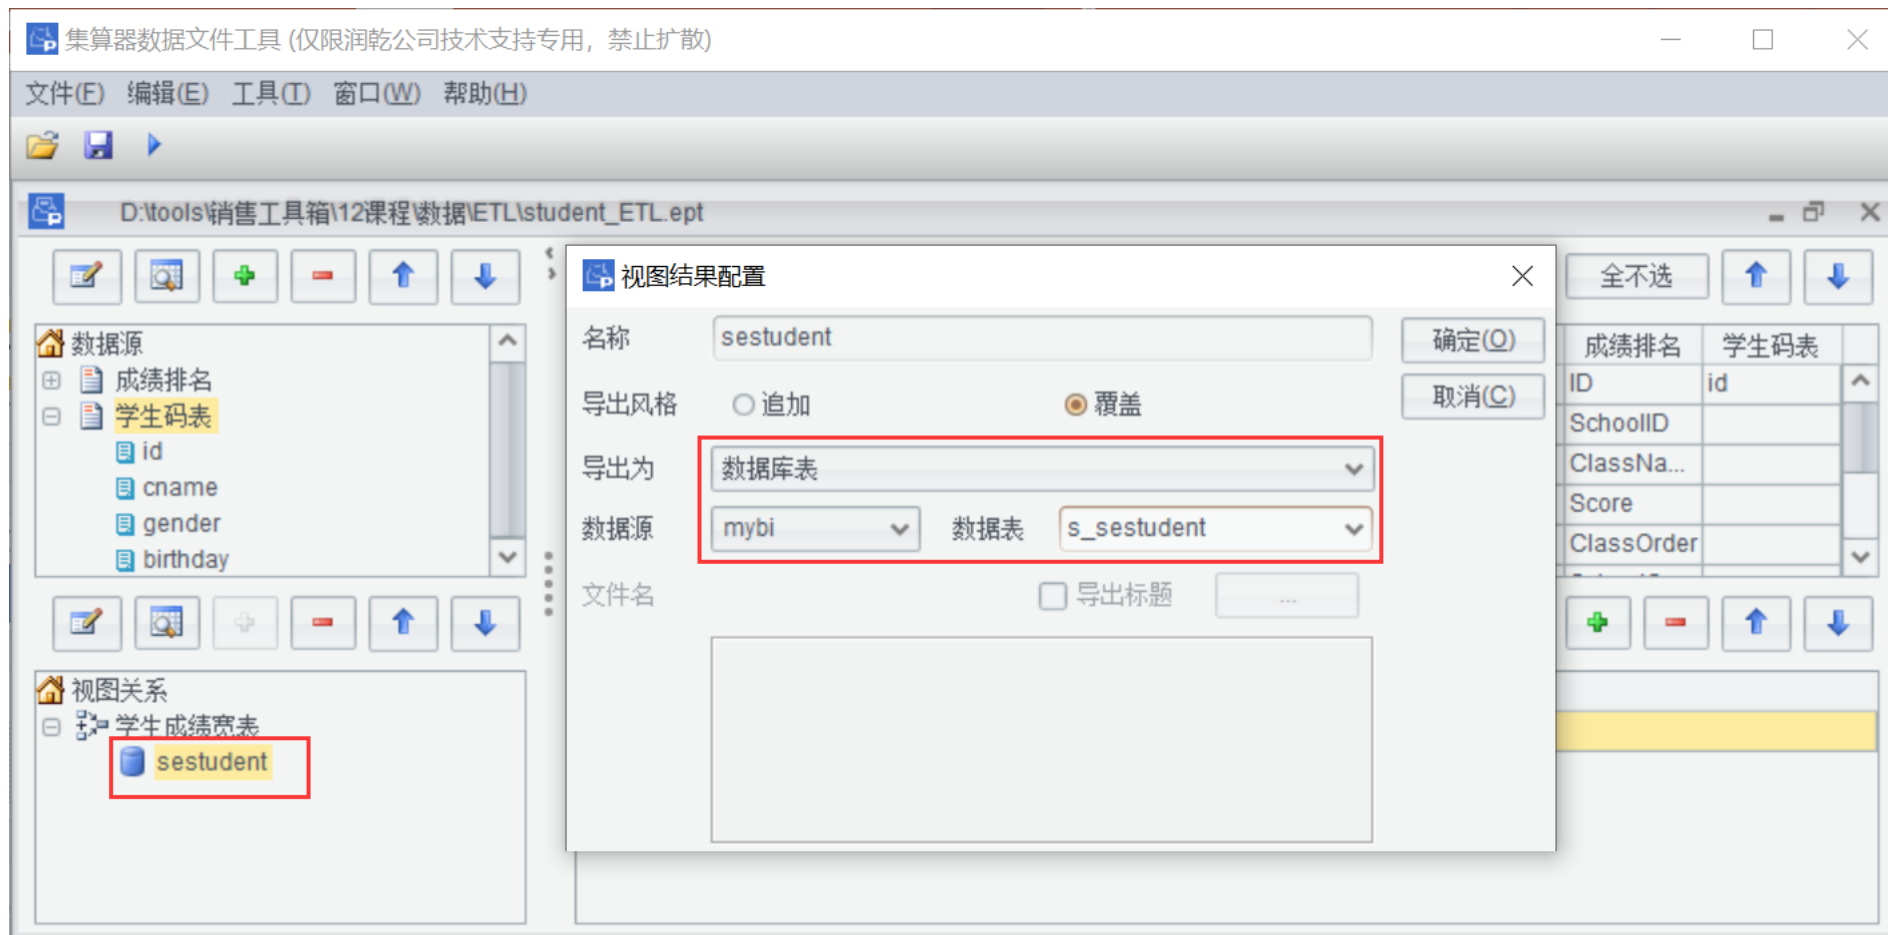 集算器数据文件工具 (仅限润乾公司技术支持专用，禁止扩散)
文件(F) 编辑(E) 工具(T) 窗口(W) 帮助(H)
D:\tools\销售工具箱\12课程\数据\ETL\student_ETL.ept
数据源
成绩排名
学生码表
id
cname
gender
birthday
视图关系
学生成绩宽表
sestudent
视图结果配置
名称 sestudent 确定(O)
导出风格 追加 覆盖 取消(C)
导出为 数据库表
数据源 mybi 数据表 s_sestudent
文件名 导出标题 ...
全不选
成绩排名 学生码表
ID id
SchoolID
ClassNa...
Score
ClassOrder